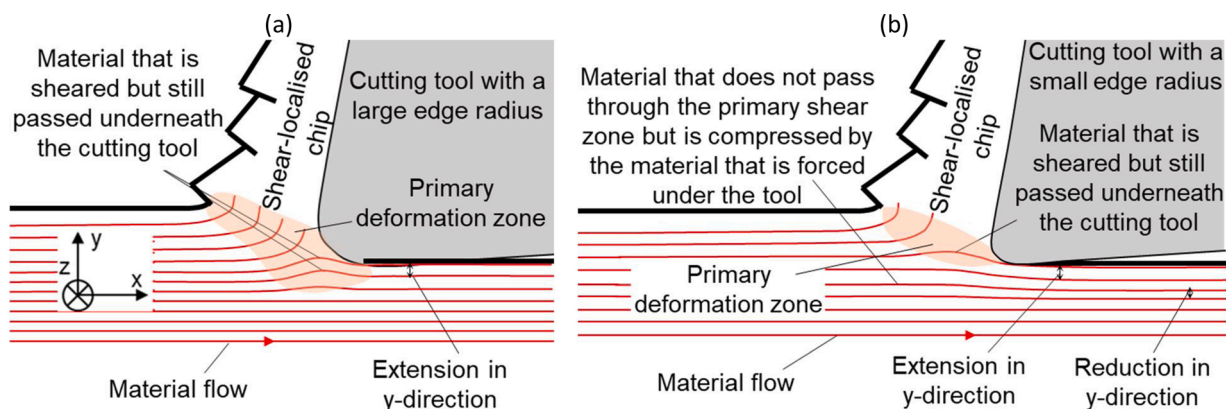 (a)
Material that is
sheared but still
passed underneath
the cutting tool
Shear-localised
chip
Cutting tool with a
large edge radius
Primary
deformation zone
y
z
x
Material flow
Extension in
y-direction
(b)
Material that does not pass
through the primary shear
zone but is compressed by
the material that is forced
under the tool
Shear-localised
chip
Cutting tool with a
small edge radius
Material that is
sheared but still
passed underneath
the cutting tool
Primary
deformation zone
Material flow
Extension in
y-direction
Reduction in
y-direction